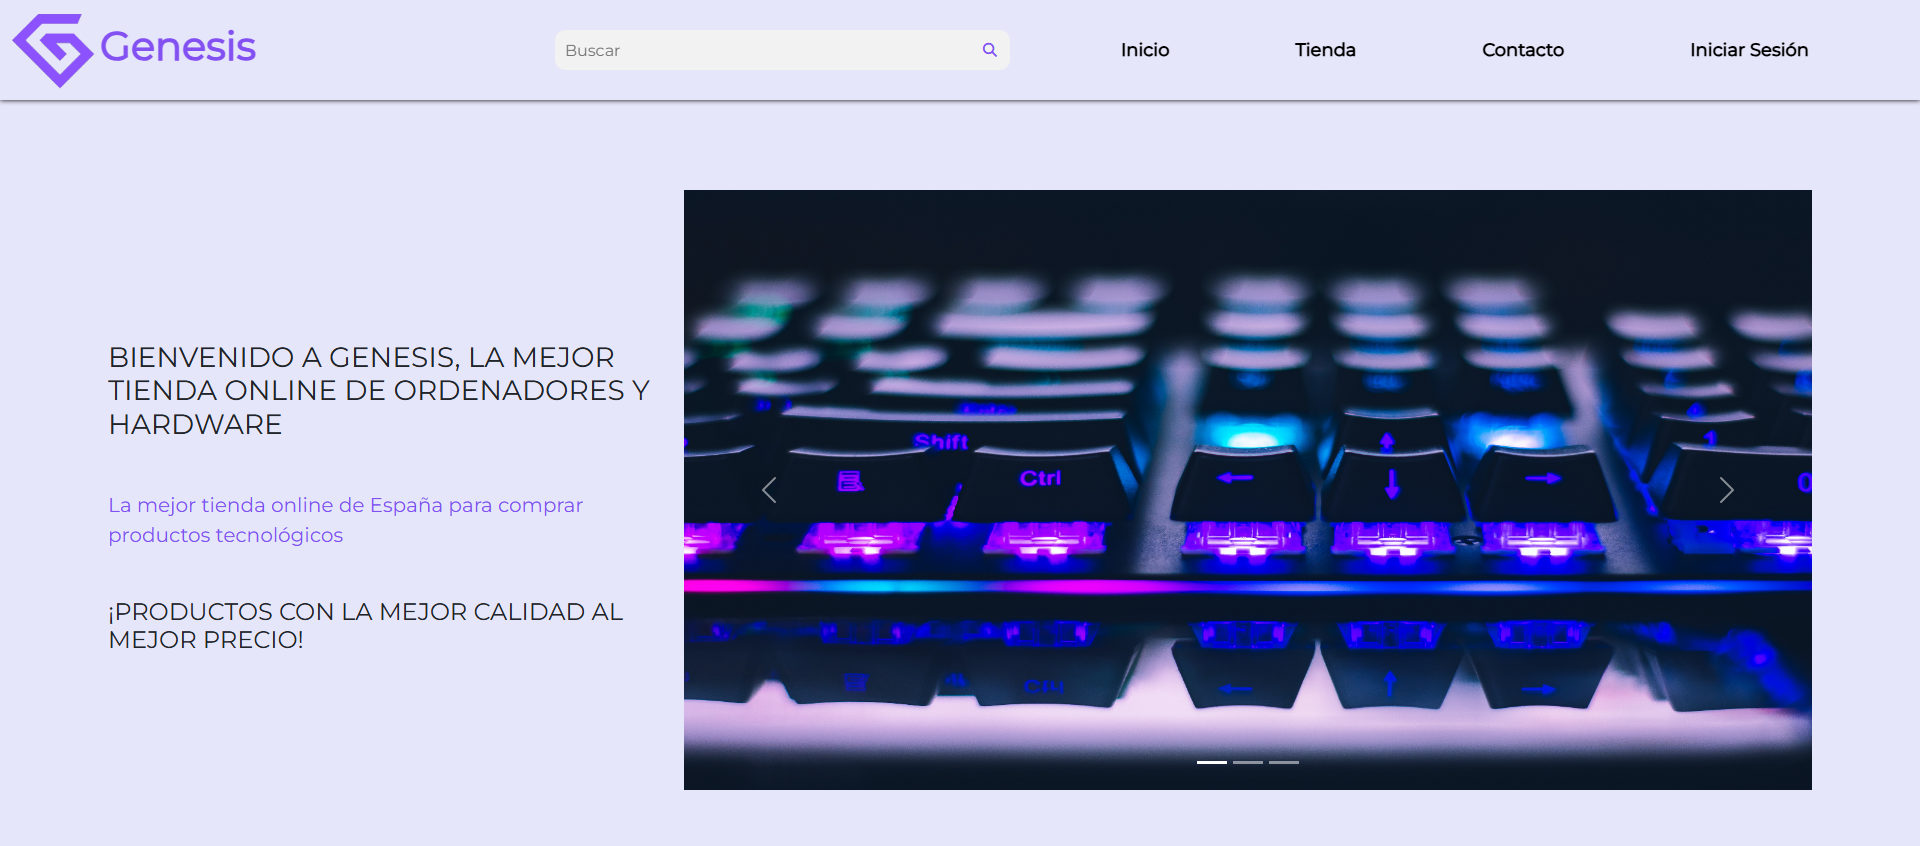 Genesis
Buscar
Inicio
Tienda
Contacto
Iniciar Sesión
BIENVENIDO A GENESIS, LA MEJOR
TIENDA ONLINE DE ORDENADORES Y
HARDWARE
La mejor tienda online de España para comprar
productos tecnológicos
¡PRODUCTOS CON LA MEJOR CALIDAD AL
MEJOR PRECIO!
Shift
Ctrl